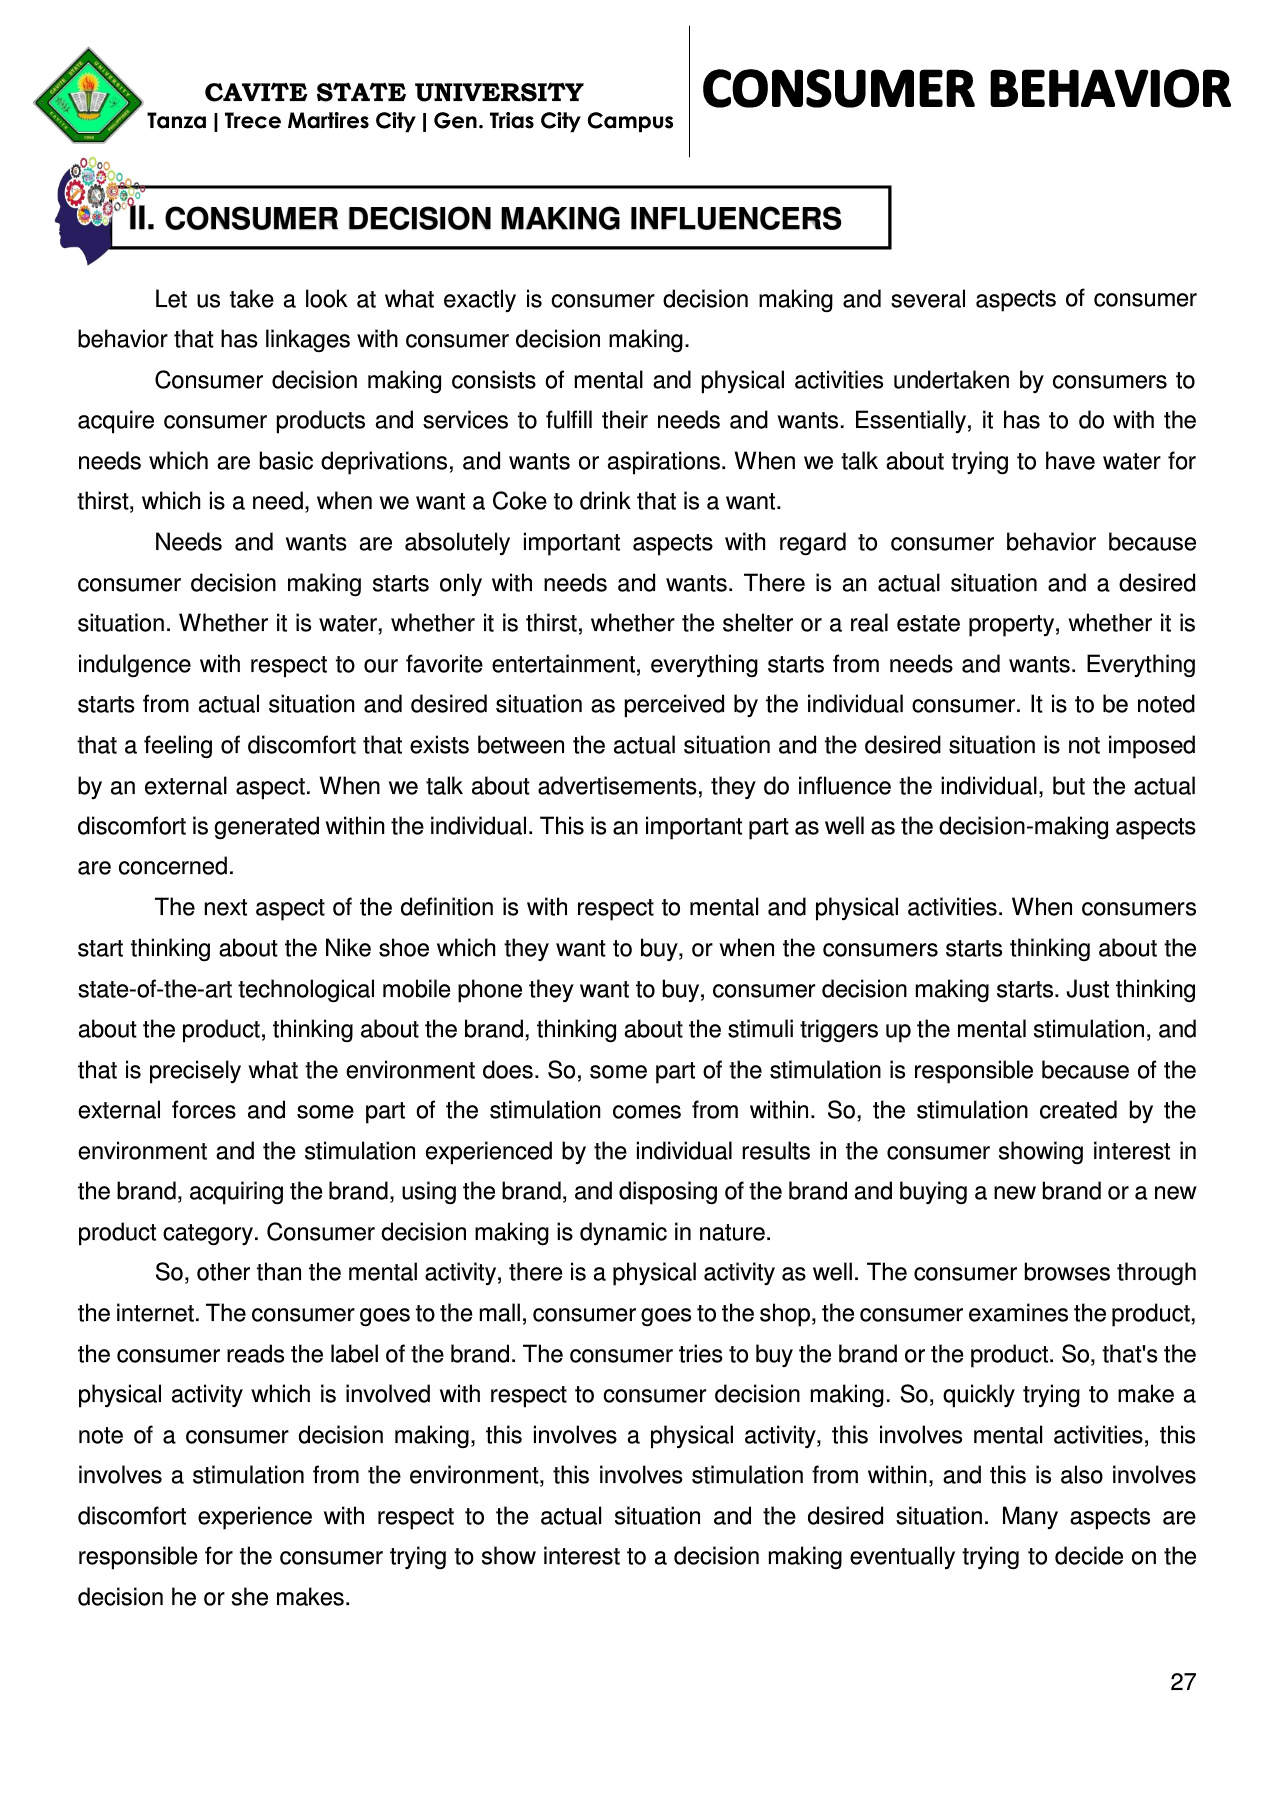 CAVITE STATE UNIVERSITY
Tanza | Trece Martires City | Gen. Trias City Campus
CONSUMER BEHAVIOR
II. CONSUMER DECISION MAKING INFLUENCERS
Let us take a look at what exactly is consumer decision making and several aspects of consumer
behavior that has linkages with consumer decision making.
Consumer decision making consists of mental and physical activities undertaken by consumers to
acquire consumer products and services to fulfill their needs and wants. Essentially, it has to do with the
needs which are basic deprivations, and wants or aspirations. When we talk about trying to have water for
thirst, which is a need, when we want a Coke to drink that is a want.
Needs and wants are absolutely important aspects with regard to consumer behavior because
consumer decision making starts only with needs and wants. There is an actual situation and a desired
situation. Whether it is water, whether it is thirst, whether the shelter or a real estate property, whether it is
indulgence with respect to our favorite entertainment, everything starts from needs and wants. Everything
starts from actual situation and desired situation as perceived by the individual consumer. It is to be noted
that a feeling of discomfort that exists between the actual situation and the desired situation is not imposed
by an external aspect. When we talk about advertisements, they do influence the individual, but the actual
discomfort is generated within the individual. This is an important part as well as the decision-making aspects
are concerned.
The next aspect of the definition is with respect to mental and physical activities. When consumers
start thinking about the Nike shoe which they want to buy, or when the consumers starts thinking about the
state-of-the-art technological mobile phone they want to buy, consumer decision making starts. Just thinking
about the product, thinking about the brand, thinking about the stimuli triggers up the mental stimulation, and
that is precisely what the environment does. So, some part of the stimulation is responsible because of the
external forces and some part of the stimulation comes from within. So, the stimulation created by the
environment and the stimulation experienced by the individual results in the consumer showing interest in
the brand, acquiring the brand, using the brand, and disposing of the brand and buying a new brand or a new
product category. Consumer decision making is dynamic in nature.
So, other than the mental activity, there is a physical activity as well. The consumer browses through
the internet. The consumer goes to the mall, consumer goes to the shop, the consumer examines the product,
the consumer reads the label of the brand. The consumer tries to buy the brand or the product. So, that's the
physical activity which is involved with respect to consumer decision making. So, quickly trying to make a
note of a consumer decision making, this involves a physical activity, this involves mental activities, this
involves a stimulation from the environment, this involves stimulation from within, and this is also involves
discomfort experience with respect to the actual situation and the desired situation. Many aspects are
responsible for the consumer trying to show interest to a decision making eventually trying to decide on the
decision he or she makes.
27